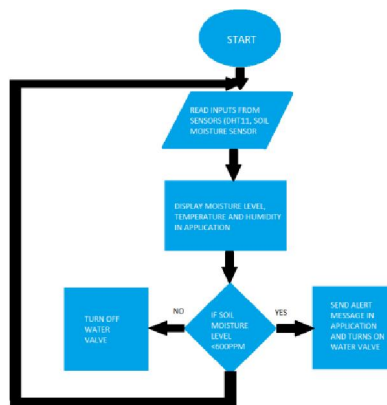 START
READ INPUTS FROM
SENSORS (DHT11, SOIL
MOISTURE SENSOR
DISPLAY MOISTURE LEVEL,
TEMPERATURE AND HUMIDITY
IN APPLICATION
NO
IF SOIL
MOISTURE
LEVEL
<600PPM
YES
TURN OFF
WATER
VALVE
SEND ALERT
MESSAGE IN
APPLICATION
AND TURNS ON
WATER VALVE